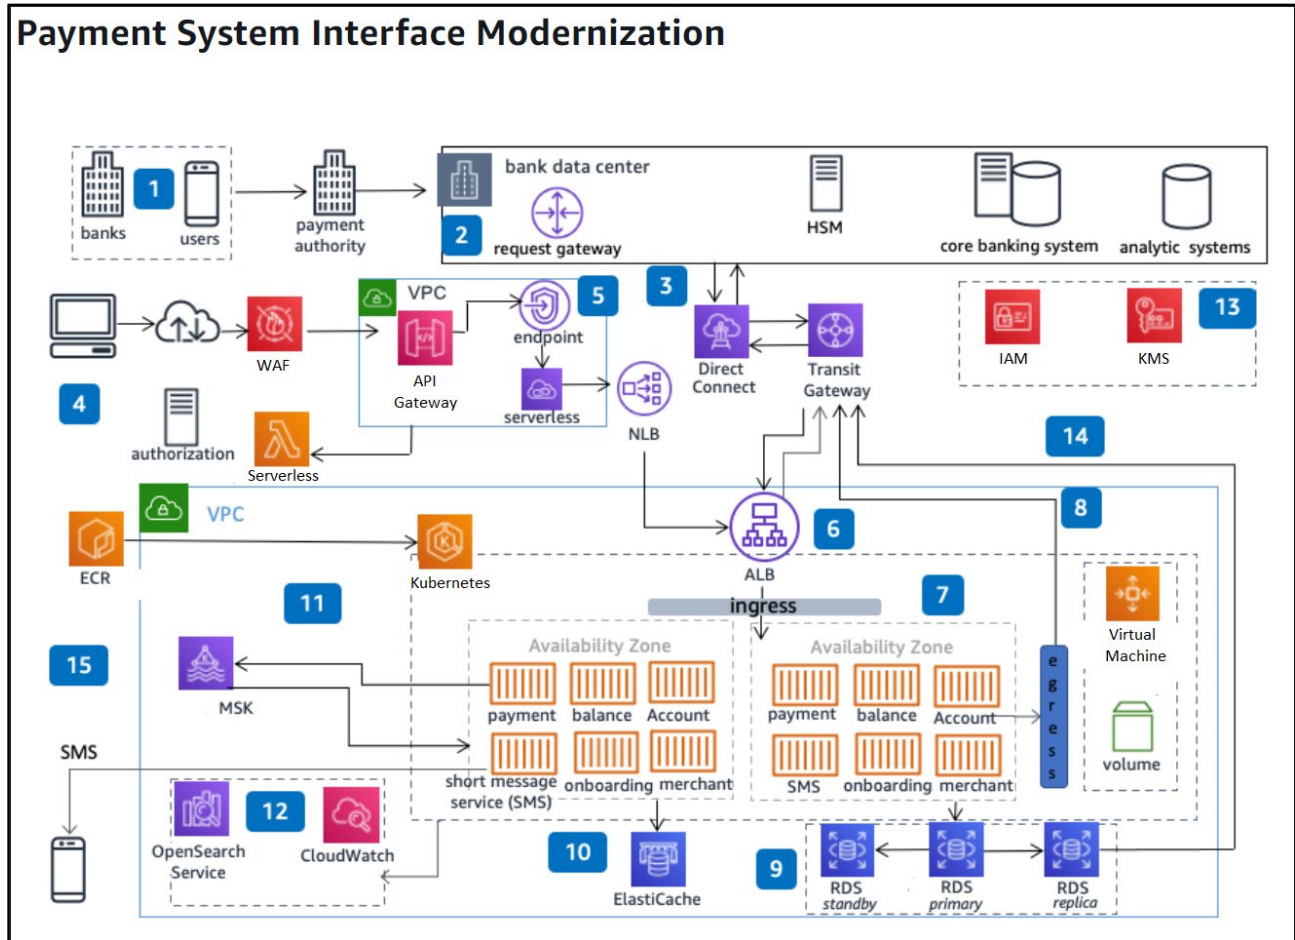 Payment System Interface Modernization
1
banks
users
payment
authority
bank data center
2
request gateway
HSM
core banking system
analytic systems
3
4
WAF
VPC
API
Gateway
endpoint
5
serverless
NLB
Direct
Connect
Transit
Gateway
IAM
KMS
13
authorization
Serverless
14
VPC
ECR
Kubernetes
ALB
6
8
ingress
7
11
15
MSK
Availability Zone
payment
balance
Account
short message
service (SMS)
onboarding
merchant
Availability Zone
payment
balance
Account
SMS
onboarding
merchant
egress
Virtual
Machine
volume
SMS
OpenSearch
Service
12
CloudWatch
10
ElastiCache
9
RDS
standby
RDS
primary
RDS
replica